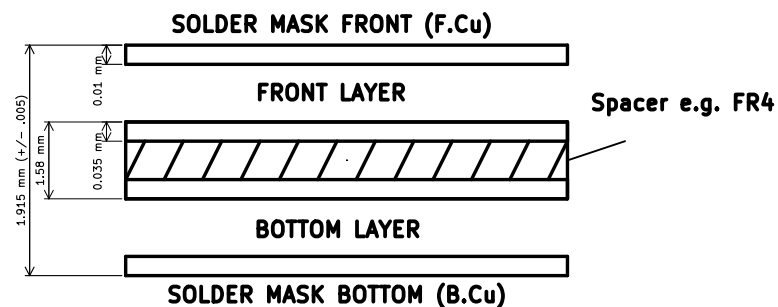 SOLDER MASK FRONT (F.Cu)
0.01 mm
FRONT LAYER
Spacer e.g. FR4
1.915 mm (+/- .005)
1.58 mm
0.035 mm
BOTTOM LAYER
SOLDER MASK BOTTOM (B.Cu)